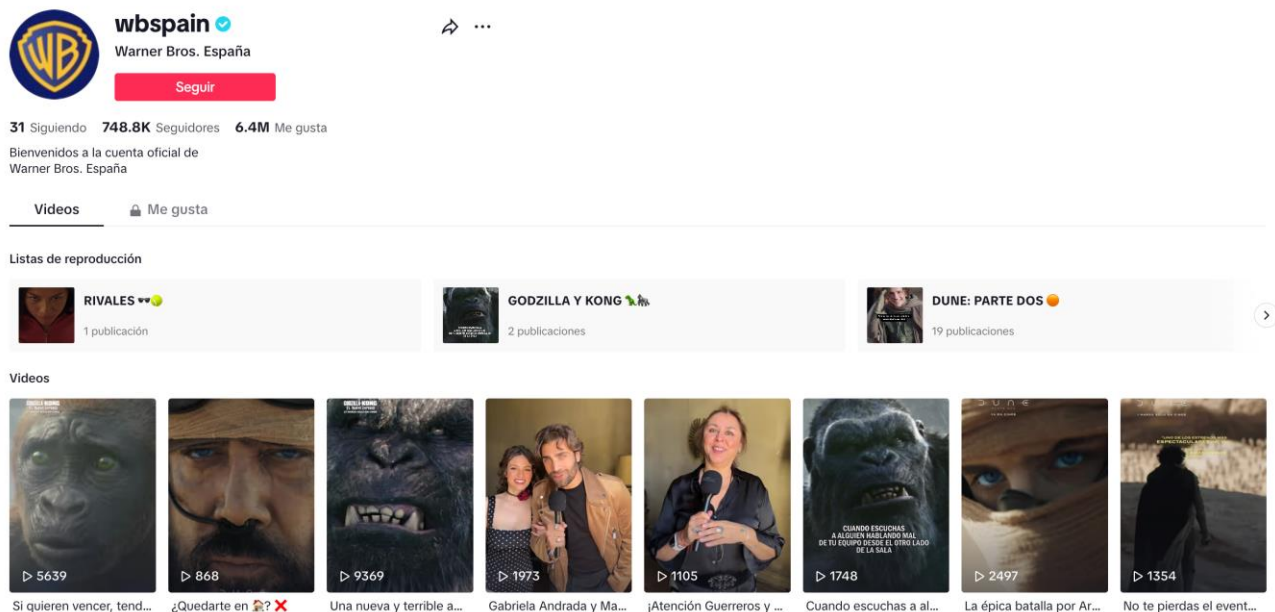 WB
wbspain
Warner Bros. España
Seguir
31 Siguiendo 748.8K Seguidores 6.4M Me gusta
Bienvenidos a la cuenta oficial de
Warner Bros. España
Videos Me gusta
Listas de reproducción
RIVALES 🕶️🎾
1 publicación
GODZILLA Y KONG 🦖🦍
2 publicaciones
DUNE: PARTE DOS 🟠
19 publicaciones
Videos
CUANDO ESCUCHAS
A ALGUIEN HABLANDO MAL
DE TU EQUIPO DESDE EL OTRO LADO
DE LA SALA
DUNE
5639
868
9369
1973
1105
1748
2497
1354
Si quieren vencer, tend...
¿Quedarte en 🏠? ❌
Una nueva y terrible a...
Gabriela Andrada y Ma...
¡Atención Guerreros y ...
Cuando escuchas a al...
La épica batalla por Ar...
No te pierdas el event...